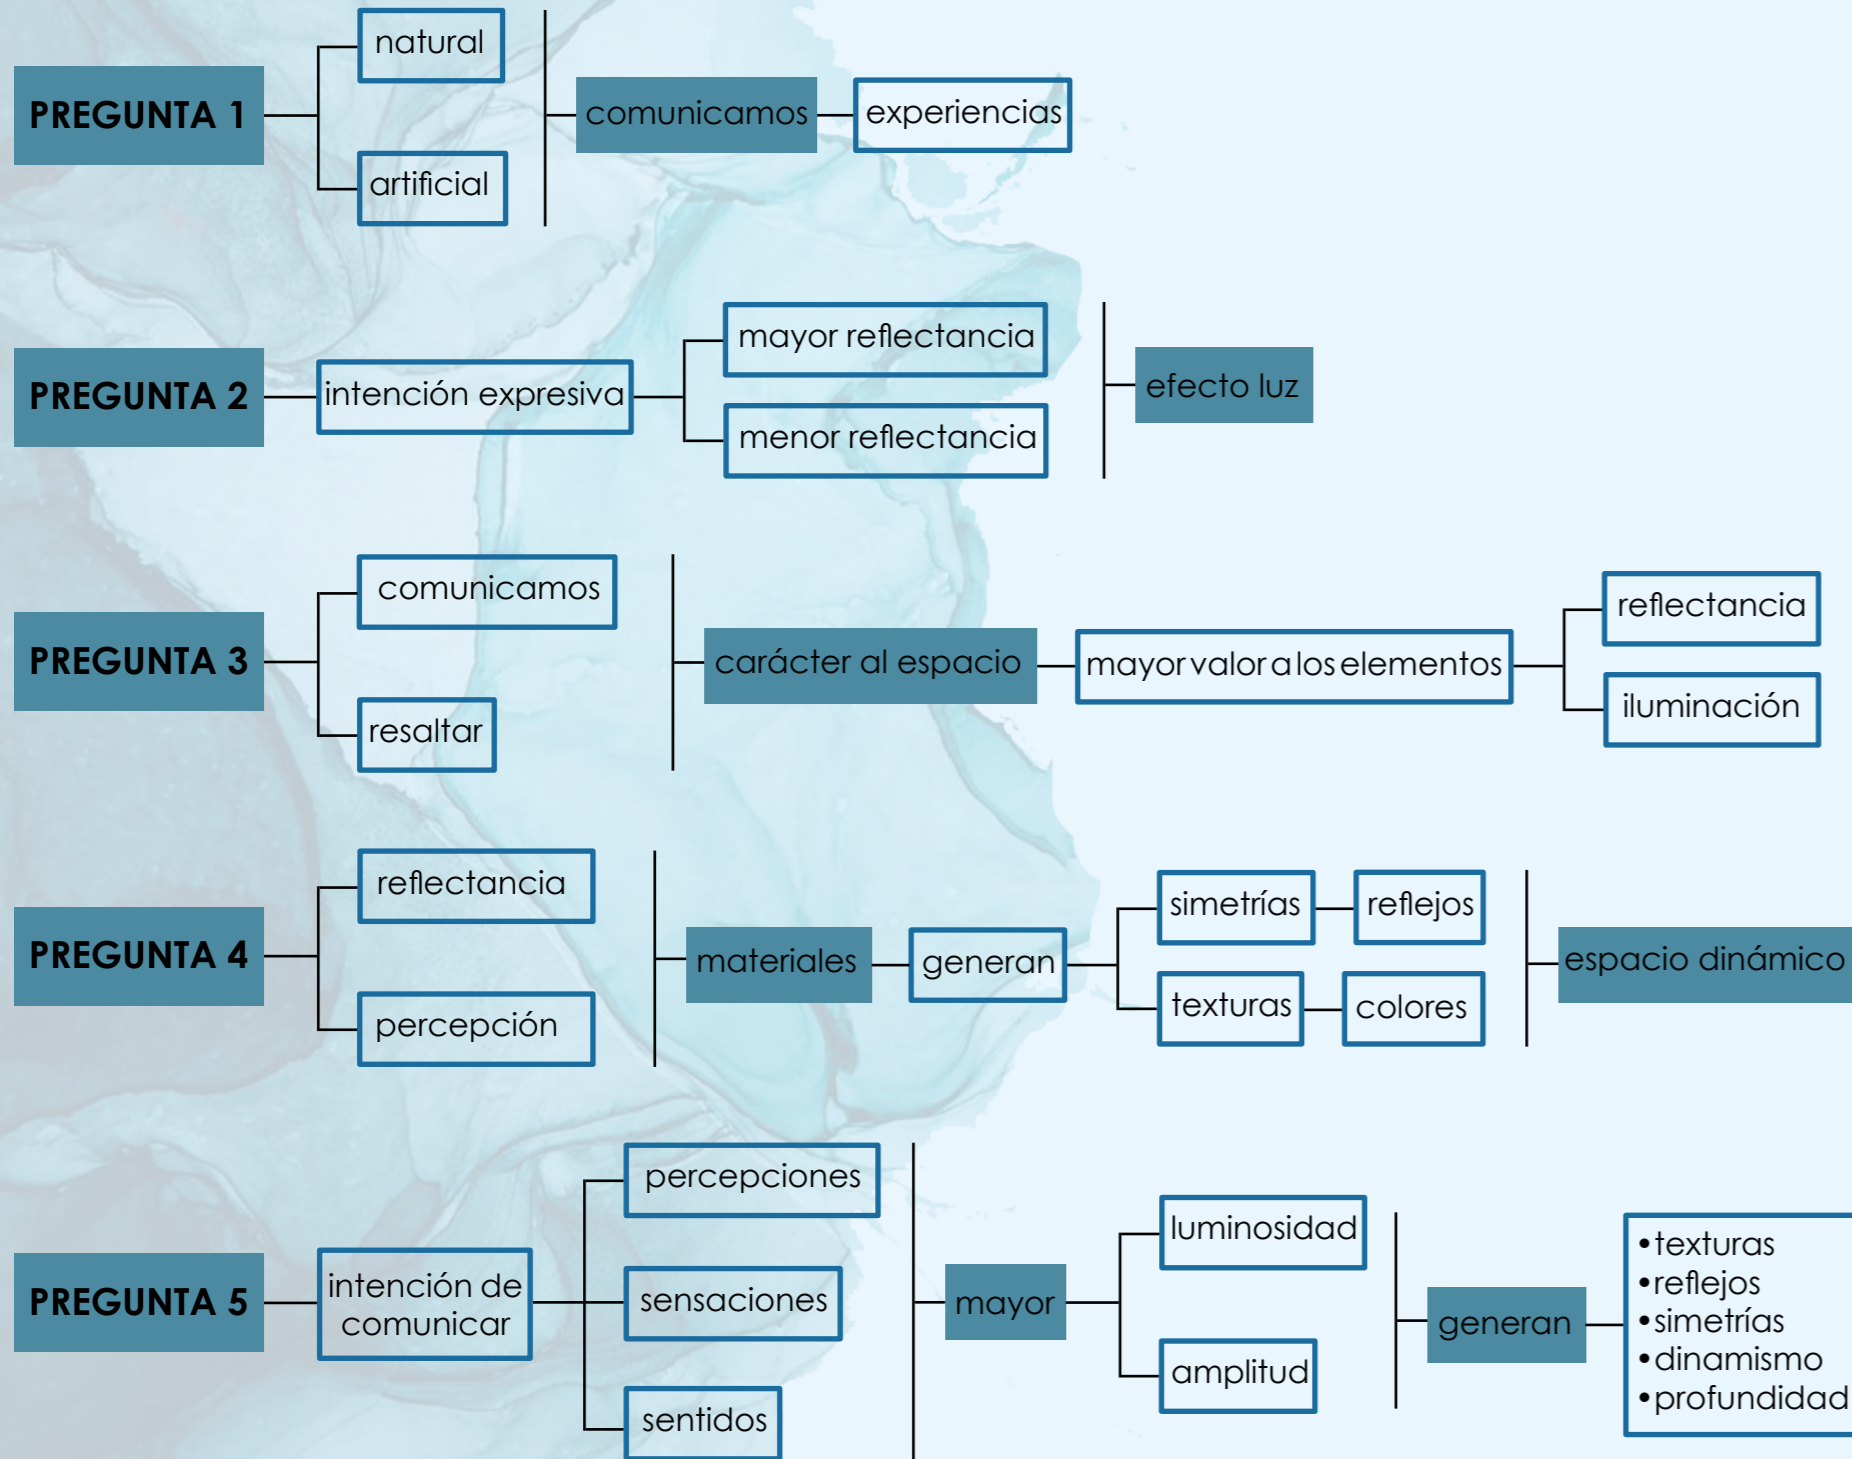 PREGUNTA 1
natural
artificial
comunicamos
experiencias
PREGUNTA 2
intención expresiva
mayor reflectancia
menor reflectancia
efecto luz
PREGUNTA 3
comunicamos
resaltar
carácter al espacio
mayor valor a los elementos
reflectancia
iluminación
PREGUNTA 4
reflectancia
percepción
materiales
generan
simetrías
reflejos
texturas
colores
espacio dinámico
PREGUNTA 5
intención de
comunicar
percepciones
sensaciones
sentidos
mayor
luminosidad
amplitud
generan
•texturas
•reflejos
•simetrías
•dinamismo
•profundidad